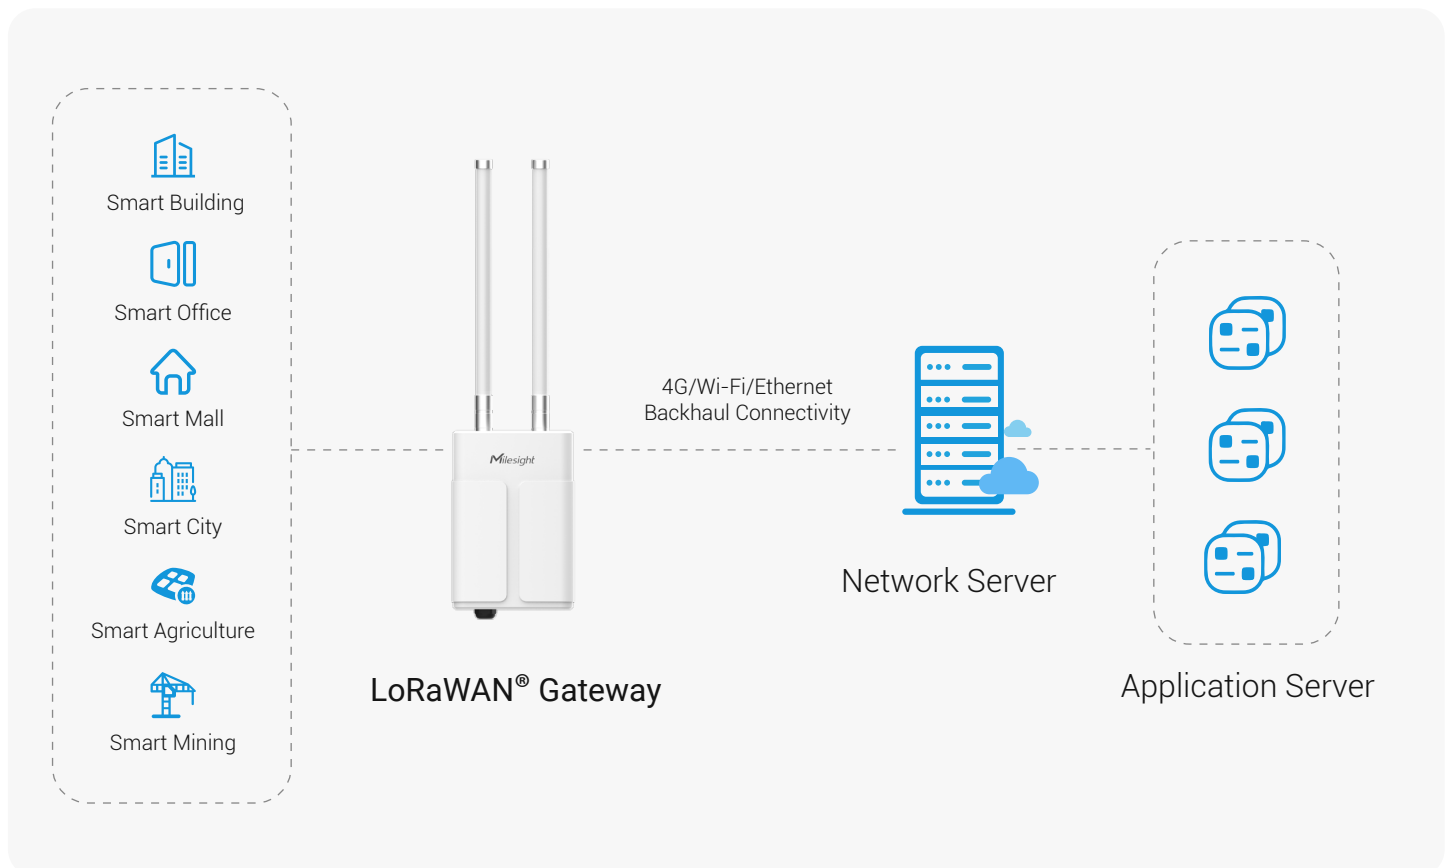 Smart Building
Smart Office
Smart Mall
Smart City
Smart Agriculture
Smart Mining
Milesight
LoRaWAN® Gateway
4G/Wi-Fi/Ethernet
Backhaul Connectivity
Network Server
Application Server